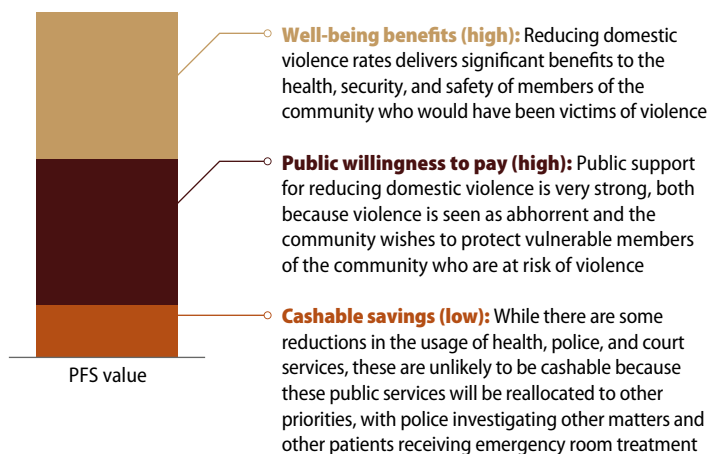 Well-being benefits (high): Reducing domestic
violence rates delivers significant benefits to the
health, security, and safety of members of the
community who would have been victims of violence
Public willingness to pay (high): Public support
for reducing domestic violence is very strong, both
because violence is seen as abhorrent and the
community wishes to protect vulnerable members
of the community who are at risk of violence
Cashable savings (low): While there are some
reductions in the usage of health, police, and court
services, these are unlikely to be cashable because
these public services will be reallocated to other
priorities, with police investigating other matters and
other patients receiving emergency room treatment
PFS value